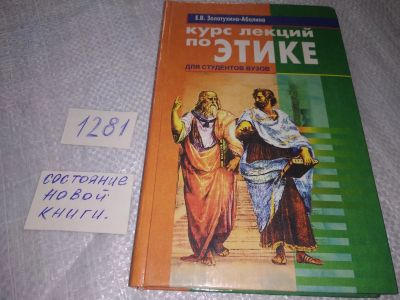 Е.В. Золотухина-Аболина
КУРС ЛЕКЦИЙ
ПО ЭТИКЕ
ДЛЯ СТУДЕНТОВ ВУЗОВ
1281
СОСТОЯНИЕ
НОВОЙ
КНИГИ.